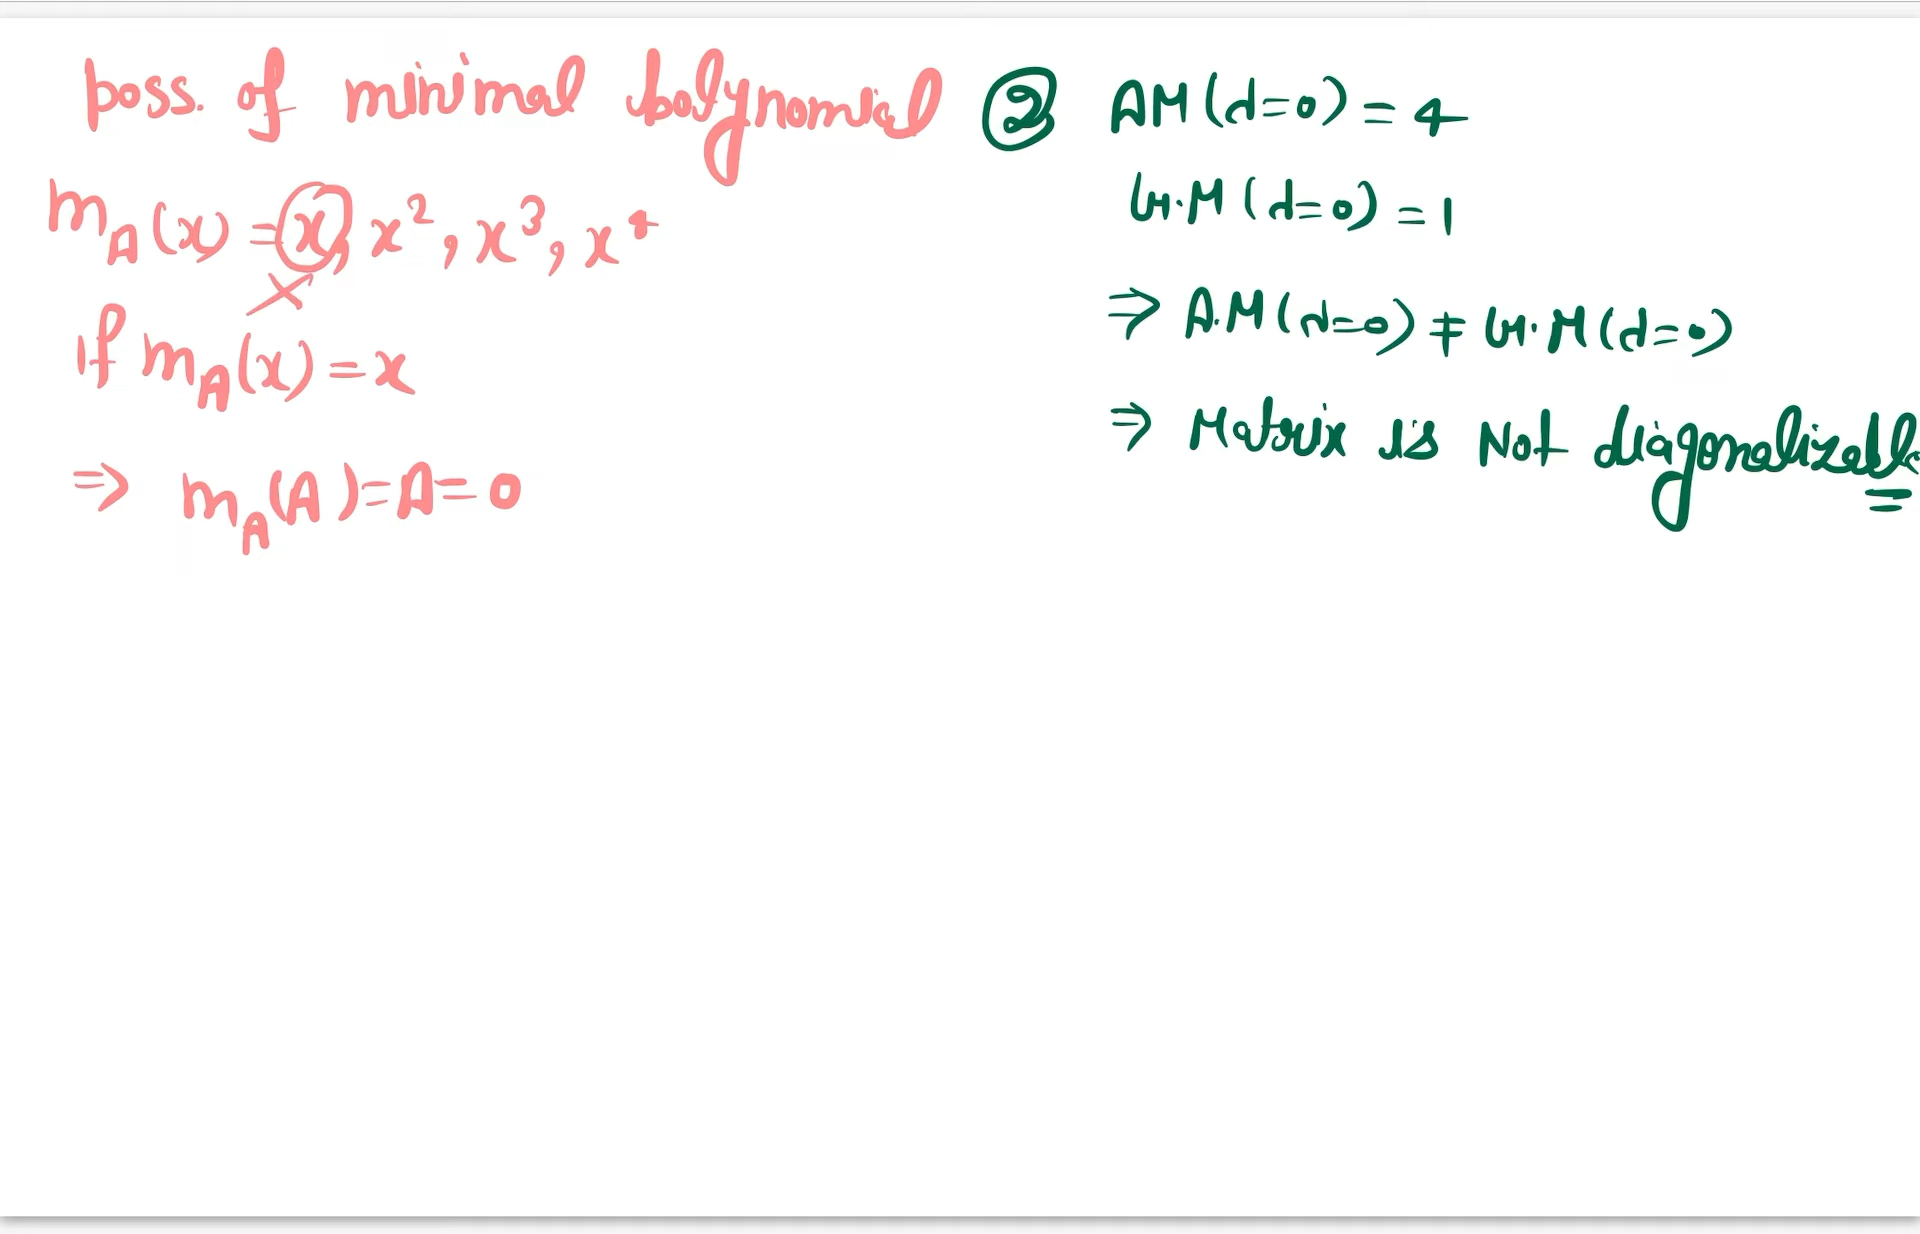 poss. of minimal polynomial
m_A(x) = x, x², x³, x⁴
×
if m_A(x) = x
⇒ m_A(A) = A = 0
② AM(λ=0) = 4
G.M(λ=0) = 1
⇒ A.M(λ=0) ≠ G.M(λ=0)
⇒ Matrix is Not diagonalizable